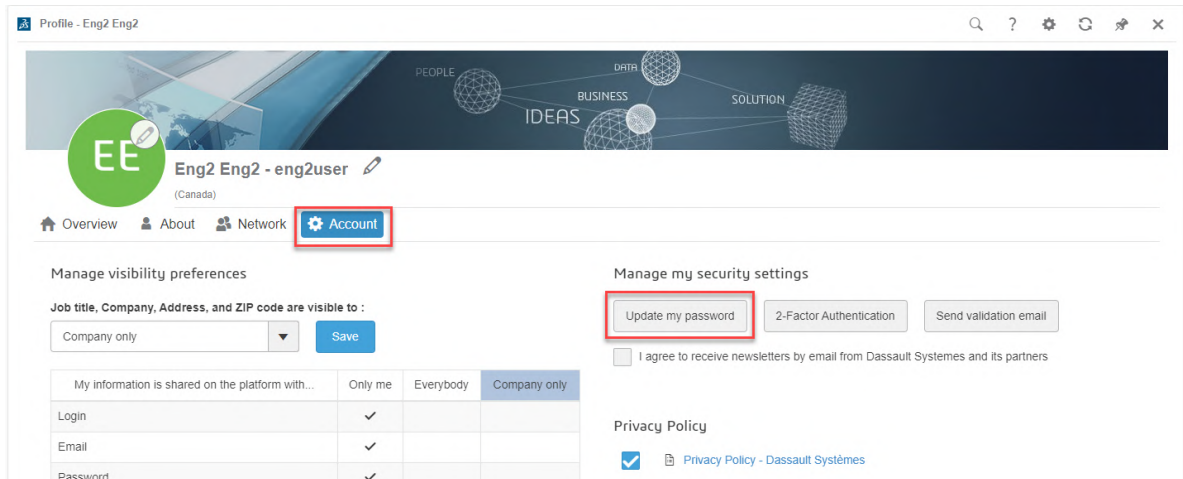 Profile - Eng2 Eng2
PEOPLE
DATA
BUSINESS
IDEAS
SOLUTION
EE
Eng2 Eng2 - eng2user
(Canada)
Overview About Network Account
Manage visibility preferences
Job title, Company, Address, and ZIP code are visible to :
Company only Save
My information is shared on the platform with... Only me Everybody Company only
Login
Email
Password
Manage my security settings
Update my password 2-Factor Authentication Send validation email
I agree to receive newsletters by email from Dassault Systemes and its partners
Privacy Policy
Privacy Policy - Dassault Systèmes